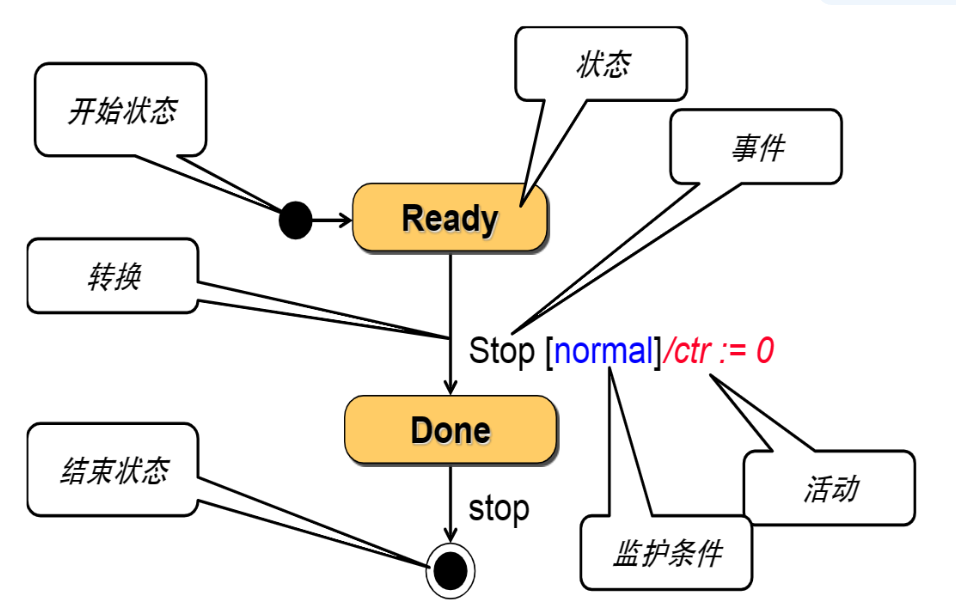 状态
开始状态
事件
Ready
转换
Stop [normal]/ctr := 0
Done
结束状态
活动
stop
监护条件